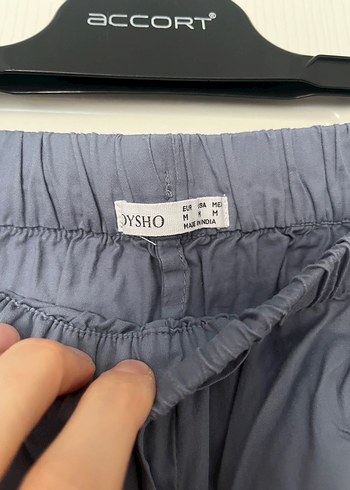 accort®
OYSHO
EUR USA MEX
M M M
MADE IN INDIA